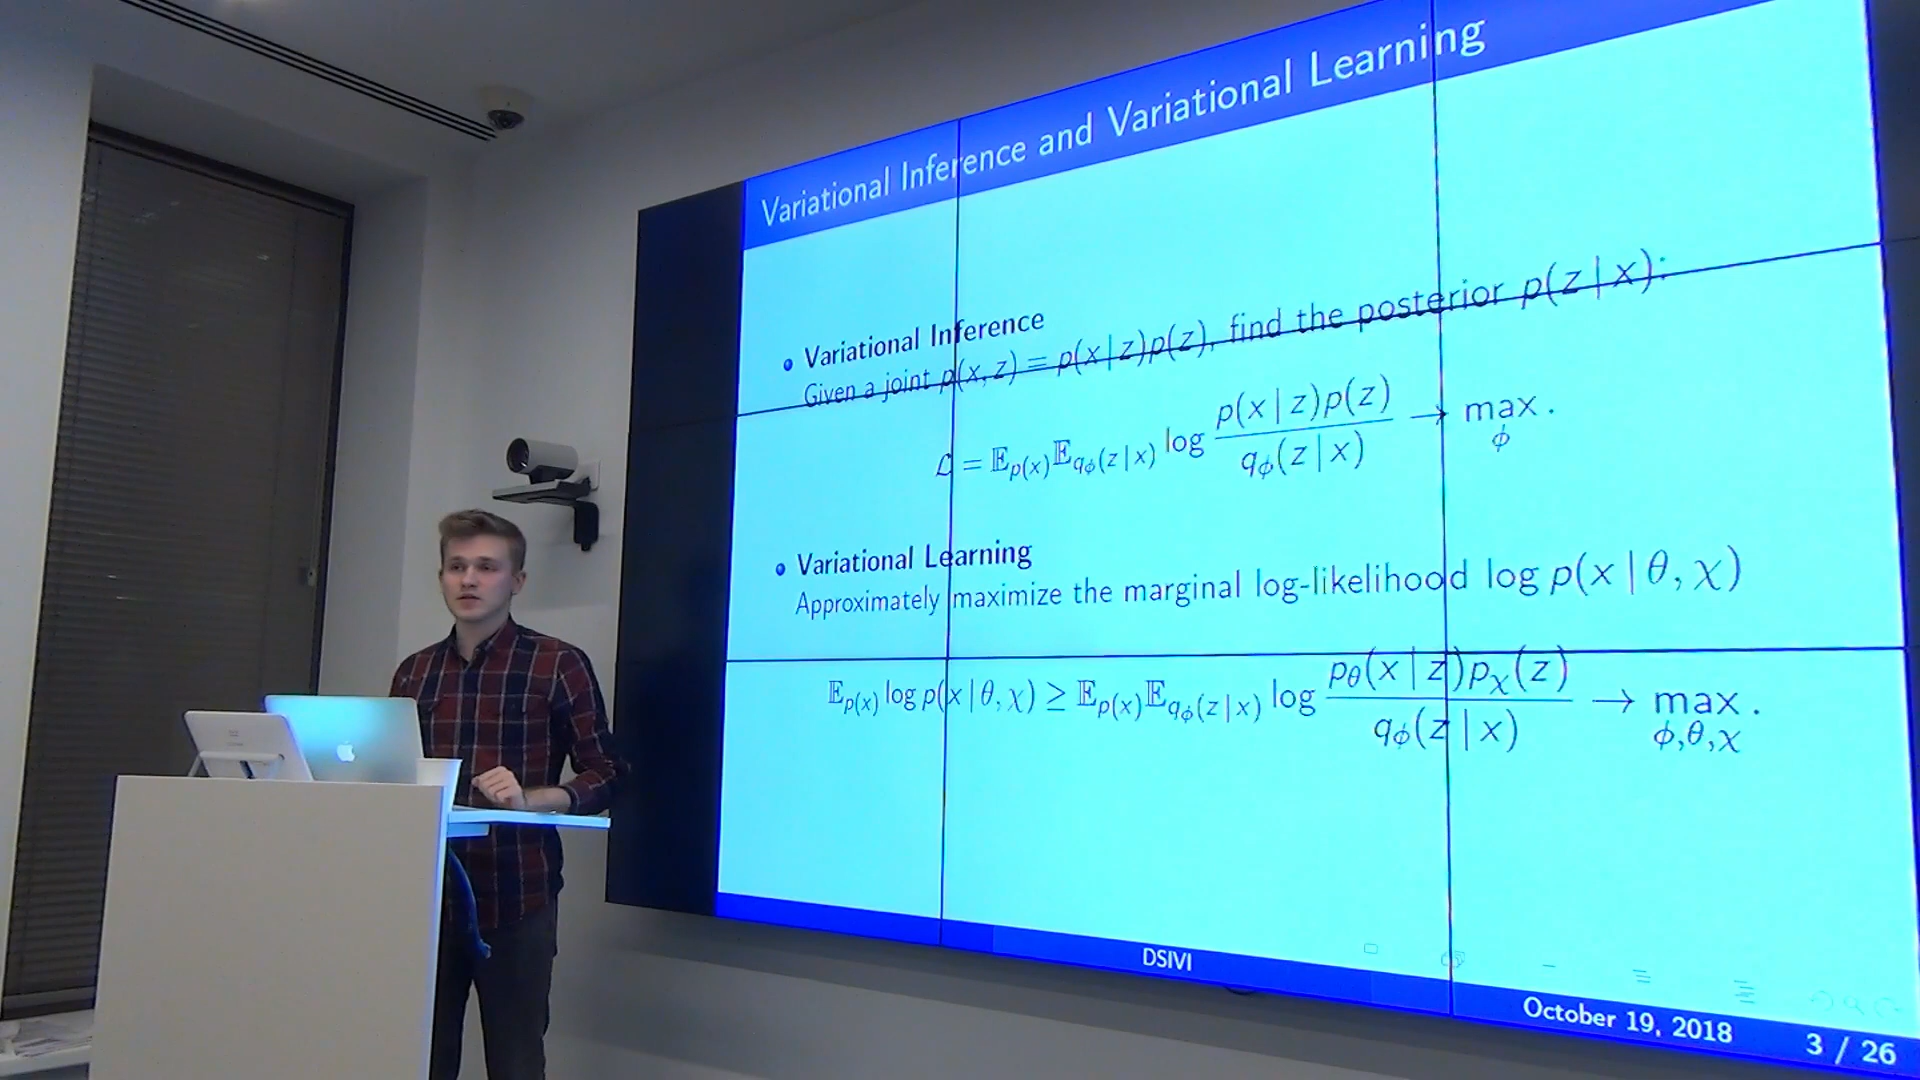 Variational Inference and Variational Learning
Variational Inference
Given a joint p(x, z) = p(x | z)p(z), find the posterior p(z | x):
ℒ = 𝔼_{p(x)} 𝔼_{q_ϕ(z | x)} log \frac{p(x | z)p(z)}{q_ϕ(z | x)} → max_ϕ .
Variational Learning
Approximately maximize the marginal log-likelihood log p(x | θ, χ)
𝔼_{p(x)} log p(x | θ, χ) ≥ 𝔼_{p(x)} 𝔼_{q_ϕ(z | x)} log \frac{p_θ(x | z)p_χ(z)}{q_ϕ(z | x)} → max_{ϕ,θ,χ} .
DSIVI
October 19, 2018
3 / 26